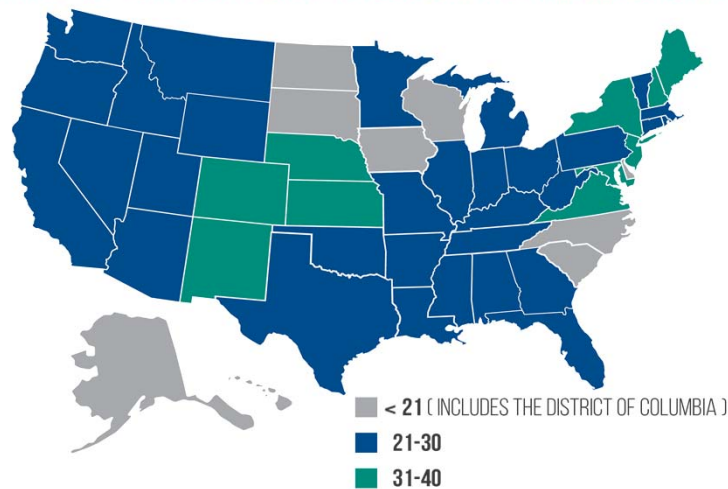 < 21 ( INCLUDES THE DISTRICT OF COLUMBIA )
21-30
31-40